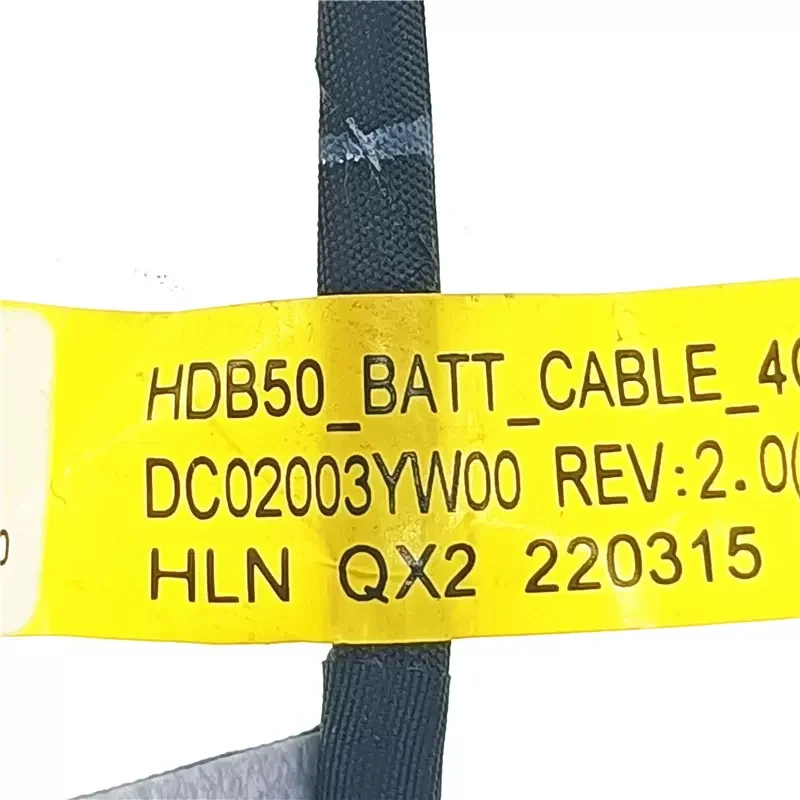 HDB50_BATT_CABLE_4
DC02003YW00 REV:2.0(
HLN QX2 220315